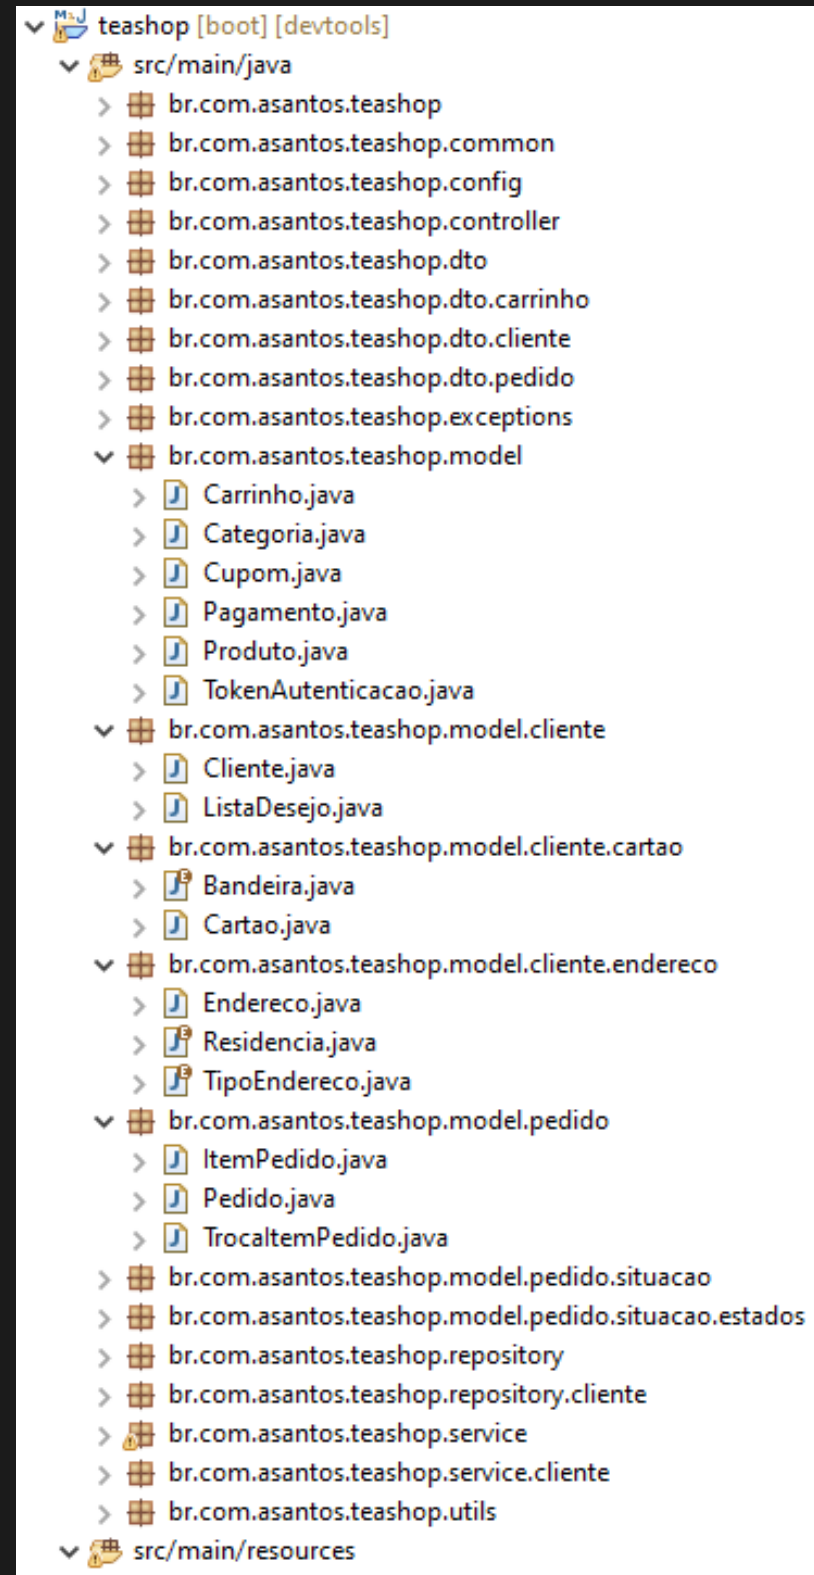 teashop [boot] [devtools]
src/main/java
br.com.asantos.teashop
br.com.asantos.teashop.common
br.com.asantos.teashop.config
br.com.asantos.teashop.controller
br.com.asantos.teashop.dto
br.com.asantos.teashop.dto.carrinho
br.com.asantos.teashop.dto.cliente
br.com.asantos.teashop.dto.pedido
br.com.asantos.teashop.exceptions
br.com.asantos.teashop.model
Carrinho.java
Categoria.java
Cupom.java
Pagamento.java
Produto.java
TokenAutenticacao.java
br.com.asantos.teashop.model.cliente
Cliente.java
ListaDesejo.java
br.com.asantos.teashop.model.cliente.cartao
Bandeira.java
Cartao.java
br.com.asantos.teashop.model.cliente.endereco
Endereco.java
Residencia.java
TipoEndereco.java
br.com.asantos.teashop.model.pedido
ItemPedido.java
Pedido.java
TrocaItemPedido.java
br.com.asantos.teashop.model.pedido.situacao
br.com.asantos.teashop.model.pedido.situacao.estados
br.com.asantos.teashop.repository
br.com.asantos.teashop.repository.cliente
br.com.asantos.teashop.service
br.com.asantos.teashop.service.cliente
br.com.asantos.teashop.utils
src/main/resources